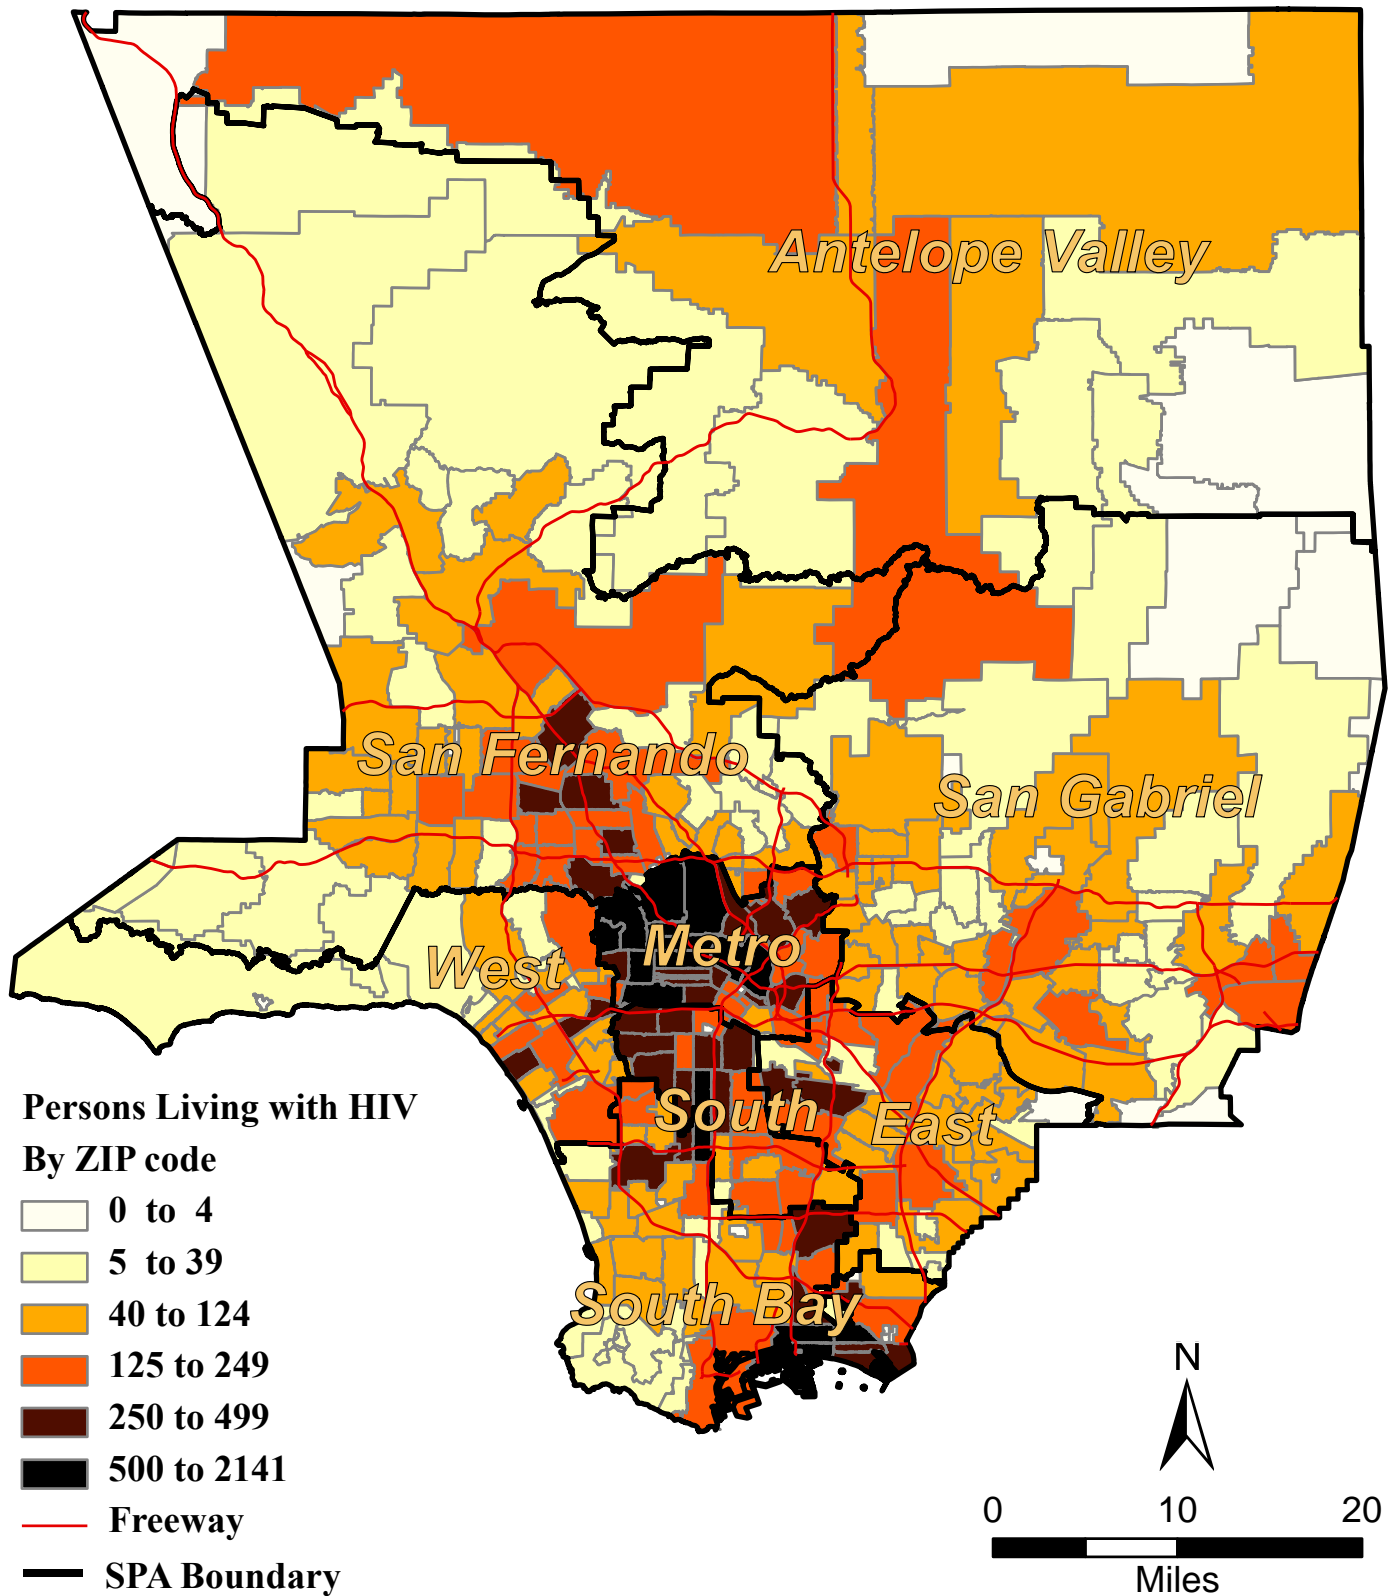 Antelope Valley
San Fernando
San Gabriel
Metro
West
South
East
South Bay
Persons Living with HIV
By ZIP code
0 to 4
5 to 39
40 to 124
125 to 249
250 to 499
500 to 2141
Freeway
SPA Boundary
N
0 10 20
Miles